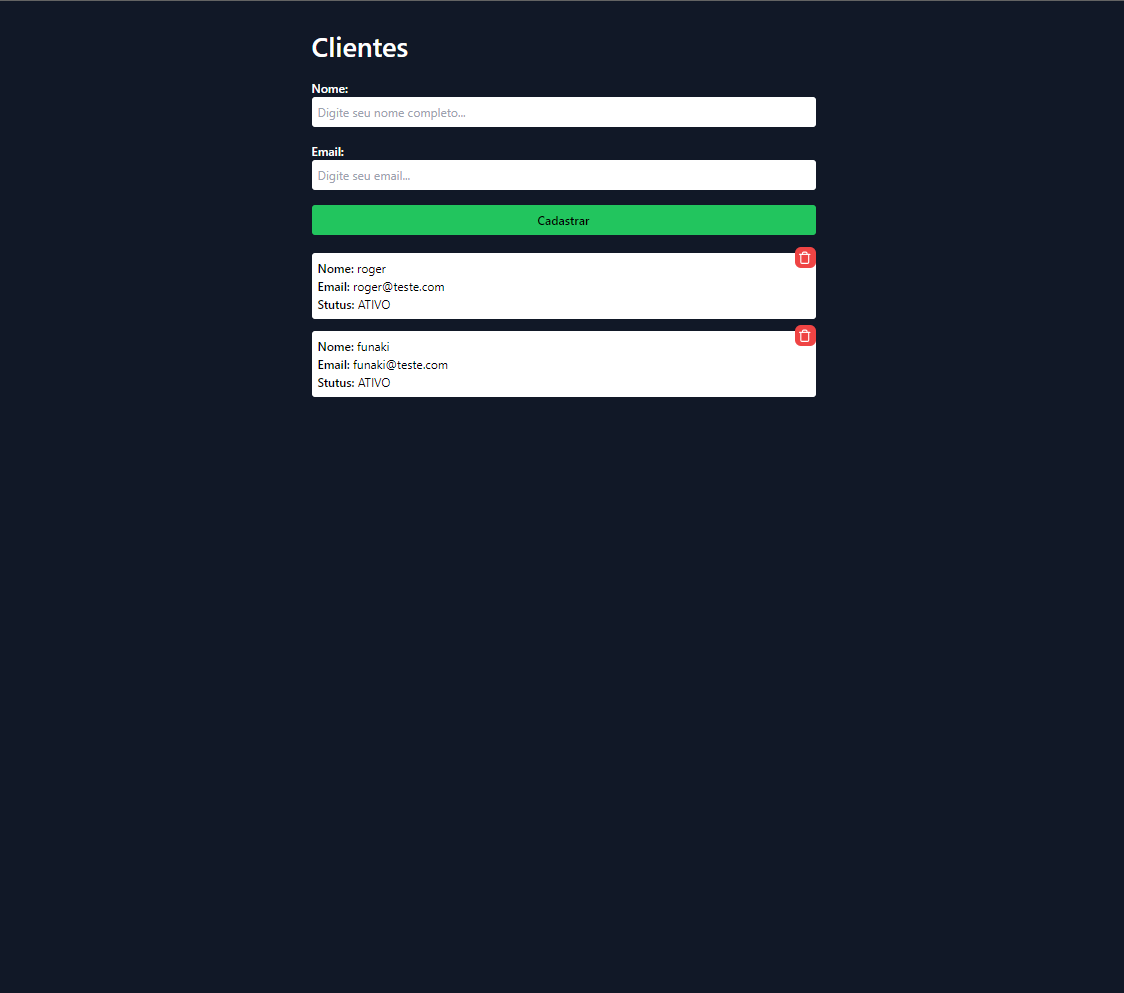 Clientes
Nome:
Digite seu nome completo...
Email:
Digite seu email...
Cadastrar
Nome: roger
Email: roger@teste.com
Stutus: ATIVO
Nome: funaki
Email: funaki@teste.com
Stutus: ATIVO